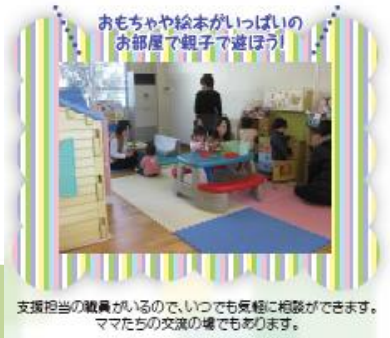 おもちゃや絵本がいっぱいの
お部屋で親子で遊ぼう!
支援担当の職員がいるので、いつでも気軽に相談ができます。
ママたちの交流の場でもあります。